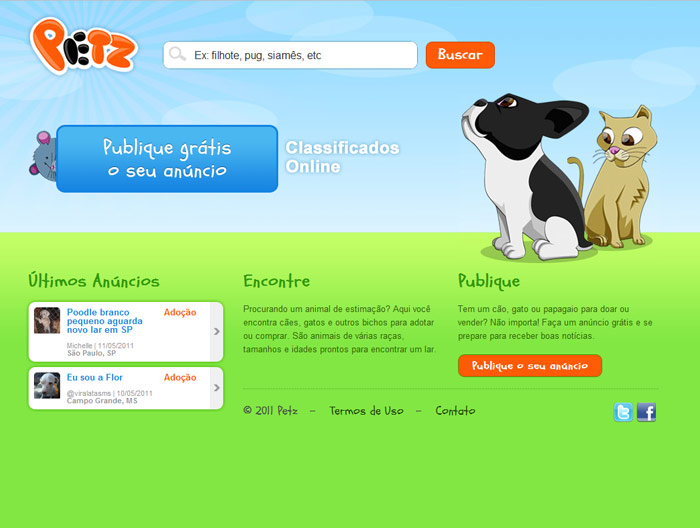 PETZ
Ex: filhote, pug, siamês, etc
Buscar
Publique grátis
o seu anúncio
Classificados
Online
Últimos Anúncios
Poodle branco
pequeno aguarda
novo lar em SP
Adoção
Michelle | 11/05/2011
São Paulo, SP
Eu sou a Flor
Adoção
@viralatasms | 10/05/2011
Campo Grande, MS
Encontre
Procurando um animal de estimação? Aqui você
encontra cães, gatos e outros bichos para adotar
ou comprar. São animais de várias raças,
tamanhos e idades prontos para encontrar um lar.
Publique
Tem um cão, gato ou papagaio para doar ou
vender? Não importa! Faça um anúncio grátis e se
prepare para receber boas notícias.
Publique o seu anúncio
© 2011 Petz – Termos de Uso – Contato